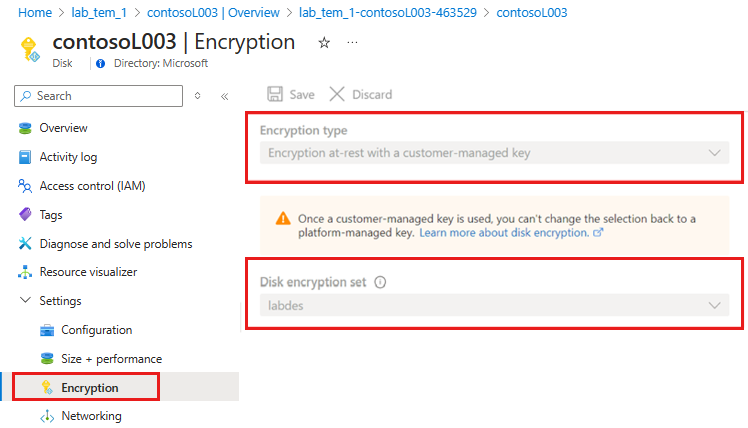 Home > lab_tem_1 > contosoL003 | Overview > lab_tem_1-contosoL003-463529 > contosoL003
contosoL003 | Encryption
Disk Directory: Microsoft
Search
Save Discard
Overview
Activity log
Access control (IAM)
Tags
Diagnose and solve problems
Resource visualizer
Settings
Configuration
Size + performance
Encryption
Networking
Encryption type
Encryption at-rest with a customer-managed key
Once a customer-managed key is used, you can't change the selection back to a
platform-managed key. Learn more about disk encryption.
Disk encryption set
labdes